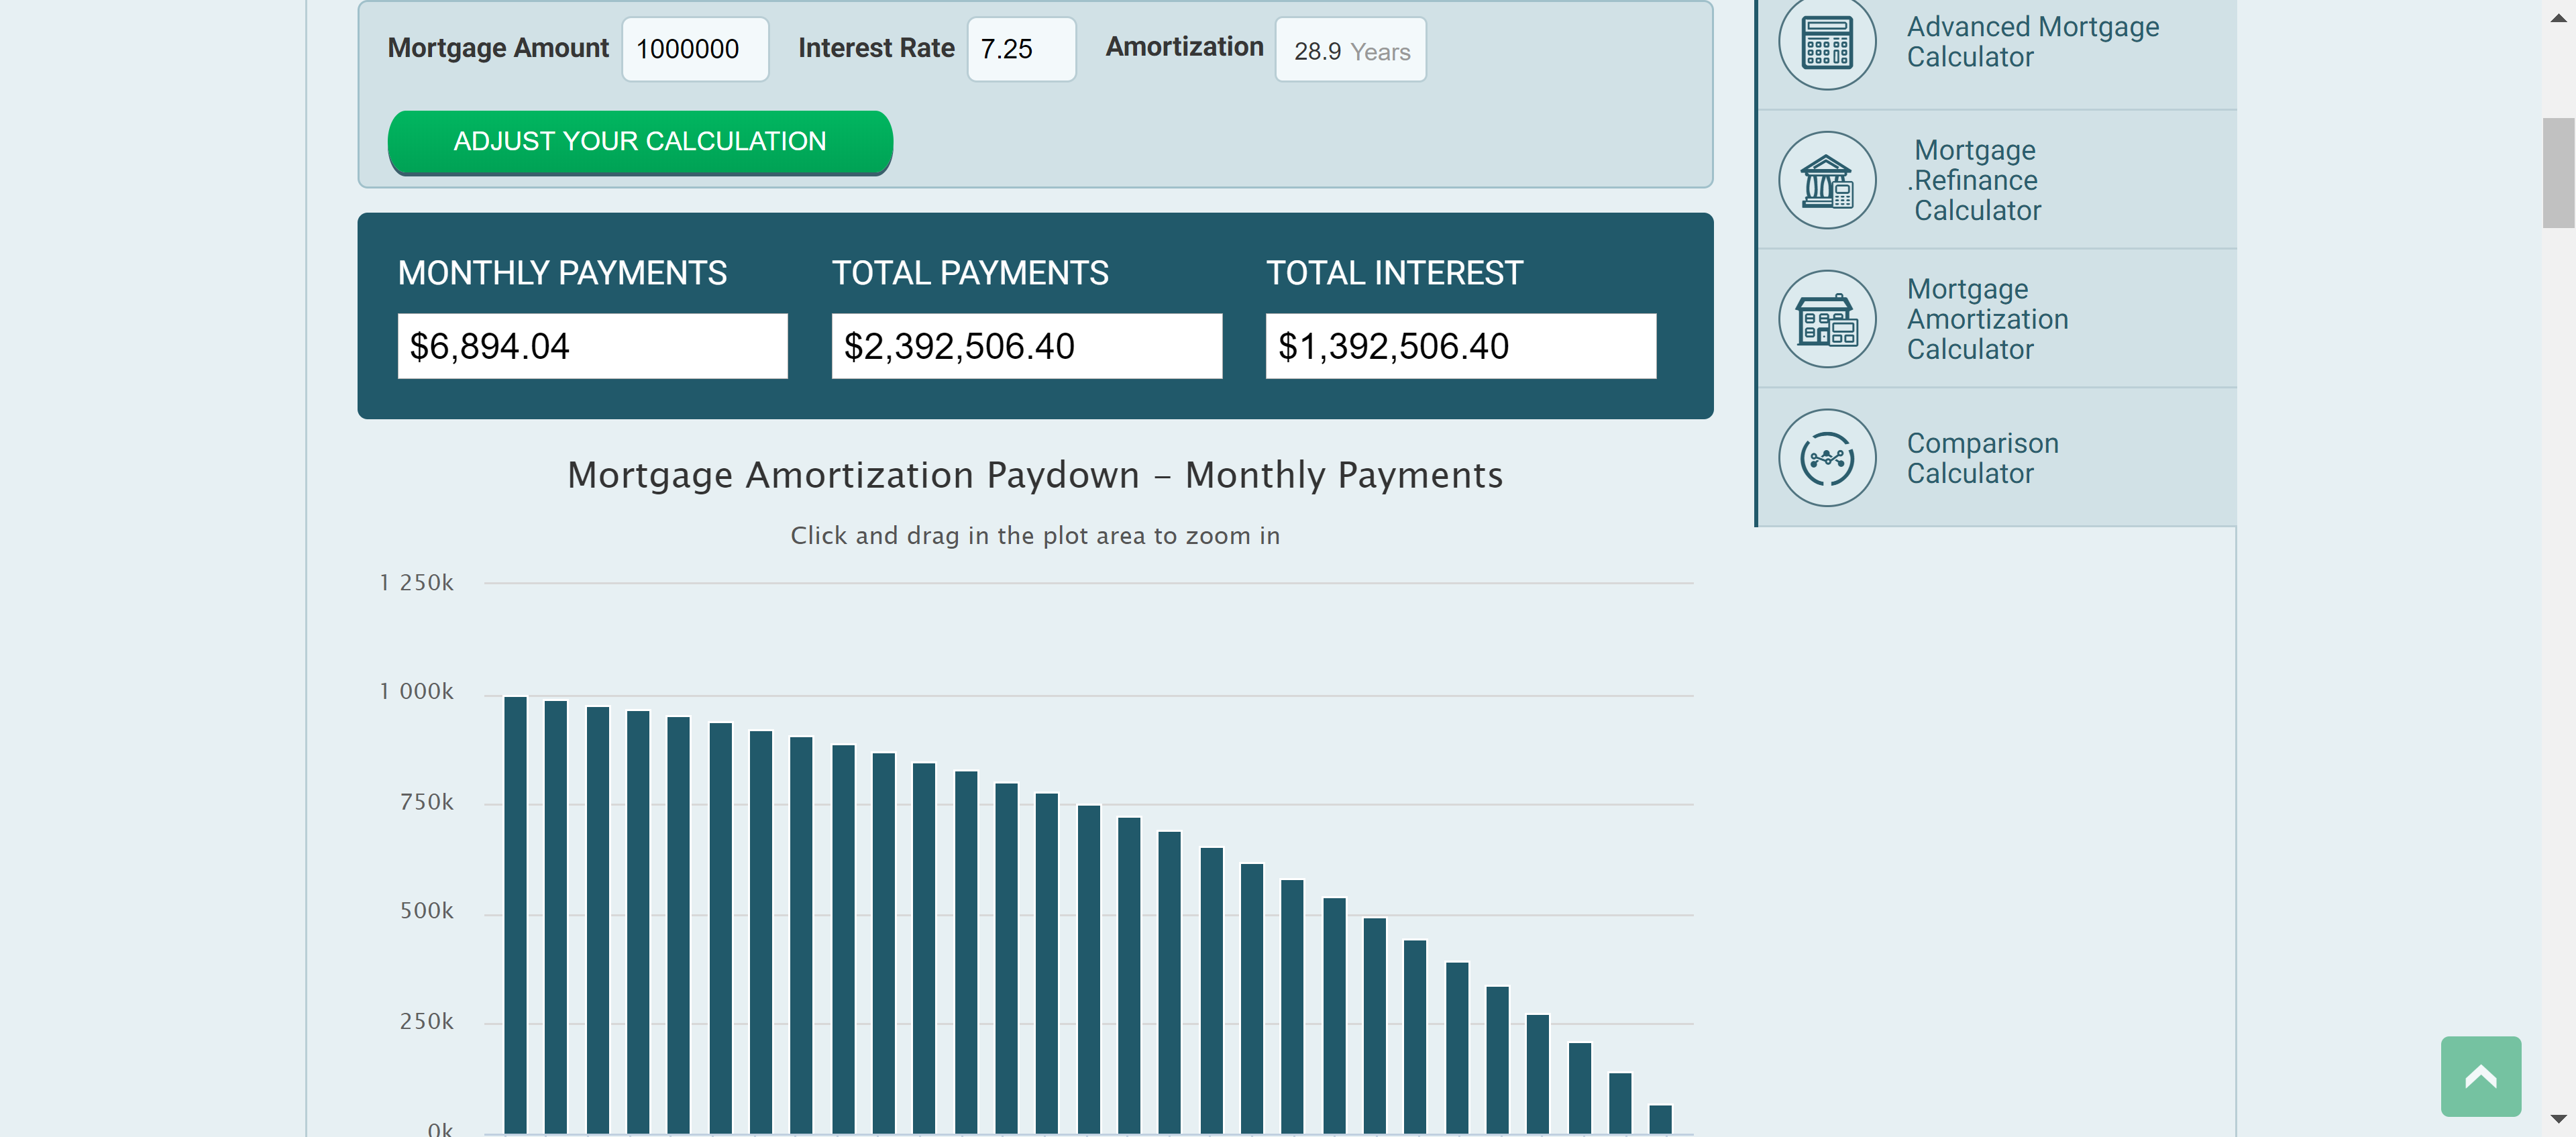 Mortgage Amount 1000000 Interest Rate 7.25 Amortization 28.9 Years
ADJUST YOUR CALCULATION
MONTHLY PAYMENTS TOTAL PAYMENTS TOTAL INTEREST
$6,894.04 $2,392,506.40 $1,392,506.40
Mortgage Amortization Paydown – Monthly Payments
Click and drag in the plot area to zoom in
1 250k
1 000k
750k
500k
250k
0k
Advanced Mortgage
Calculator
Mortgage
.Refinance
Calculator
Mortgage
Amortization
Calculator
Comparison
Calculator